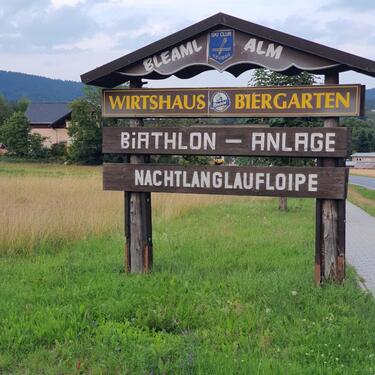 BLEAML ALM
SKI CLUB
WIRTSHAUS BIERGARTEN
BiATHLON – ANLAGE
NACHTLANGLAUFLOiPE